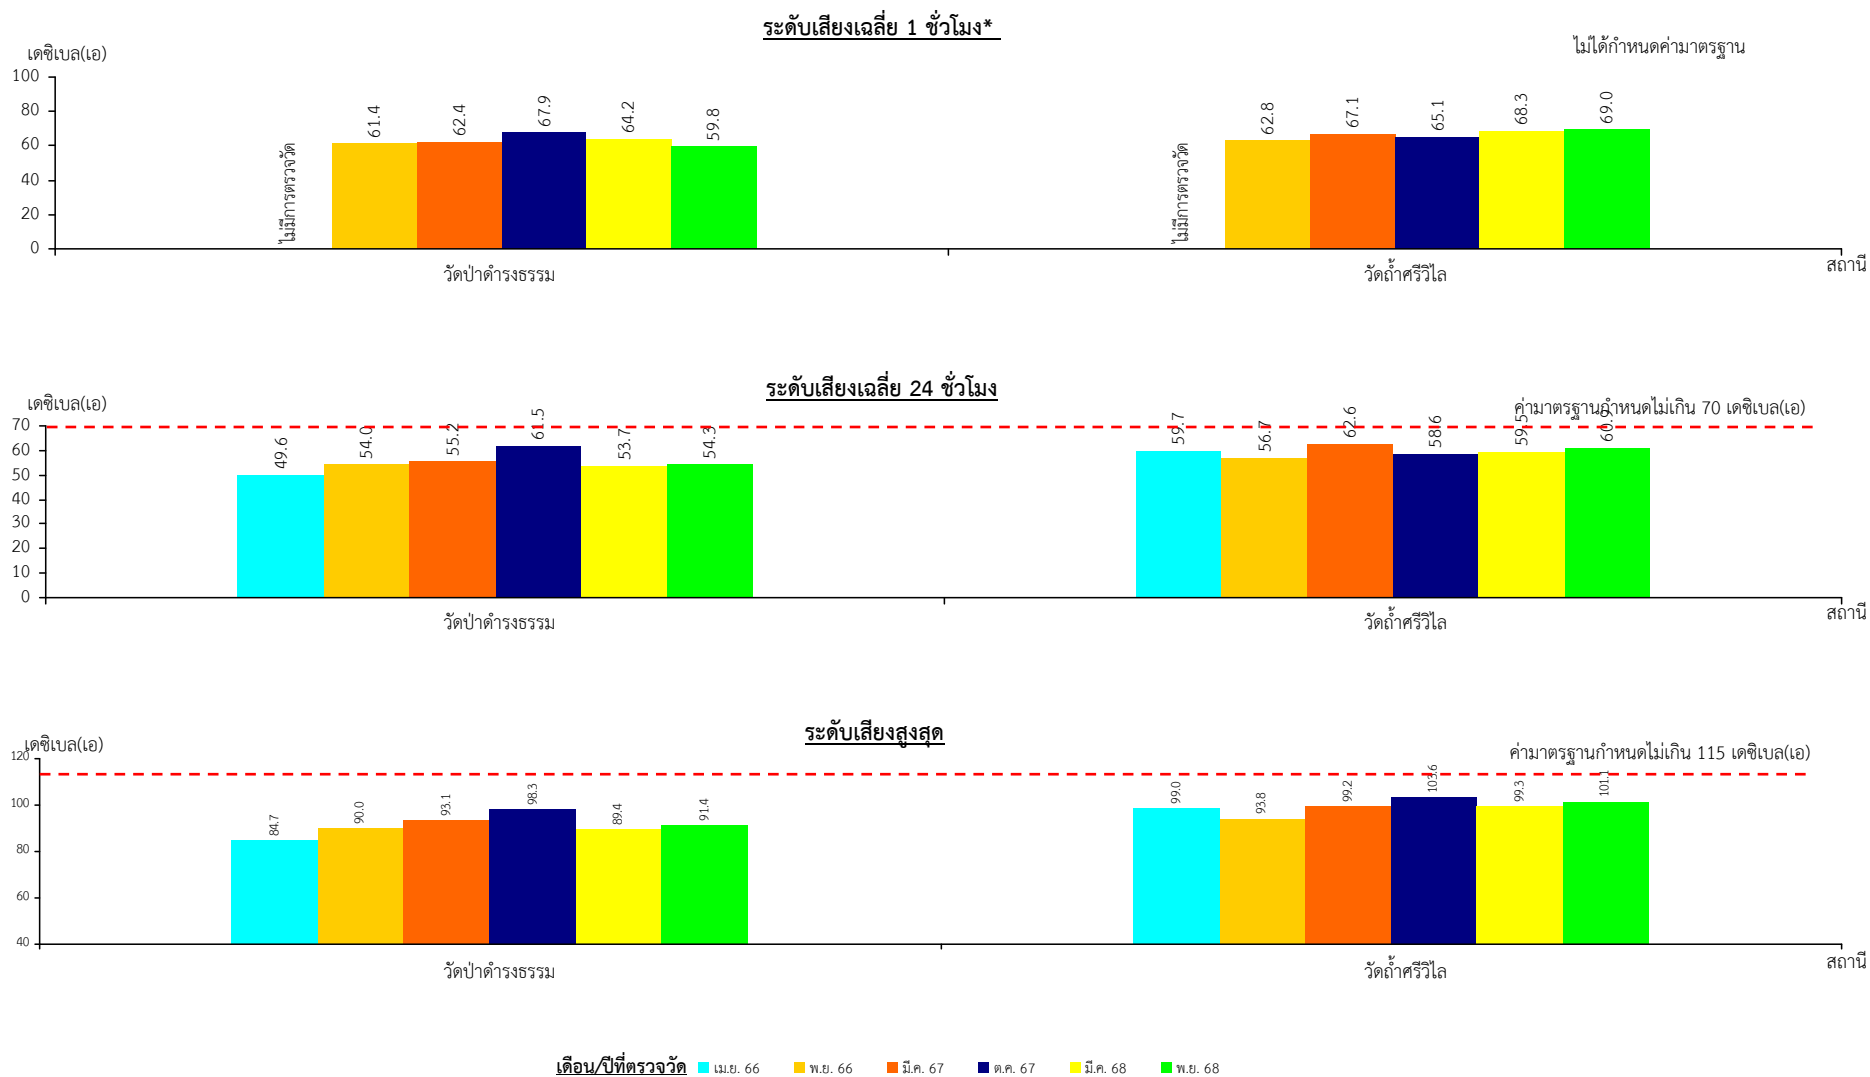 ระดับเสียงเฉลี่ย 1 ชั่วโมง*
เดซิเบล(เอ)
ไม่ได้กำหนดค่ามาตรฐาน
100
80
60
40
20
0
ไม่มีการตรวจวัด
61.4
62.4
67.9
64.2
59.8
ไม่มีการตรวจวัด
62.8
67.1
65.1
68.3
69.0
วัดป่าดำรงธรรม
วัดถ้ำศรีวิไล
สถานี
ระดับเสียงเฉลี่ย 24 ชั่วโมง
เดซิเบล(เอ)
ค่ามาตรฐานกำหนดไม่เกิน 70 เดซิเบล(เอ)
70
60
50
40
30
20
10
0
49.6
54.0
55.2
61.5
53.7
54.3
59.7
56.7
62.6
58.6
59.5
60.9
วัดป่าดำรงธรรม
วัดถ้ำศรีวิไล
สถานี
ระดับเสียงสูงสุด
เดซิเบล(เอ)
ค่ามาตรฐานกำหนดไม่เกิน 115 เดซิเบล(เอ)
120
100
80
60
40
84.7
90.0
93.1
98.3
89.4
91.4
99.0
93.8
99.2
103.6
99.3
101.1
วัดป่าดำรงธรรม
วัดถ้ำศรีวิไล
สถานี
เดือน/ปีที่ตรวจวัด เม.ย. 66 พ.ย. 66 มี.ค. 67 ต.ค. 67 มี.ค. 68 พ.ย. 68